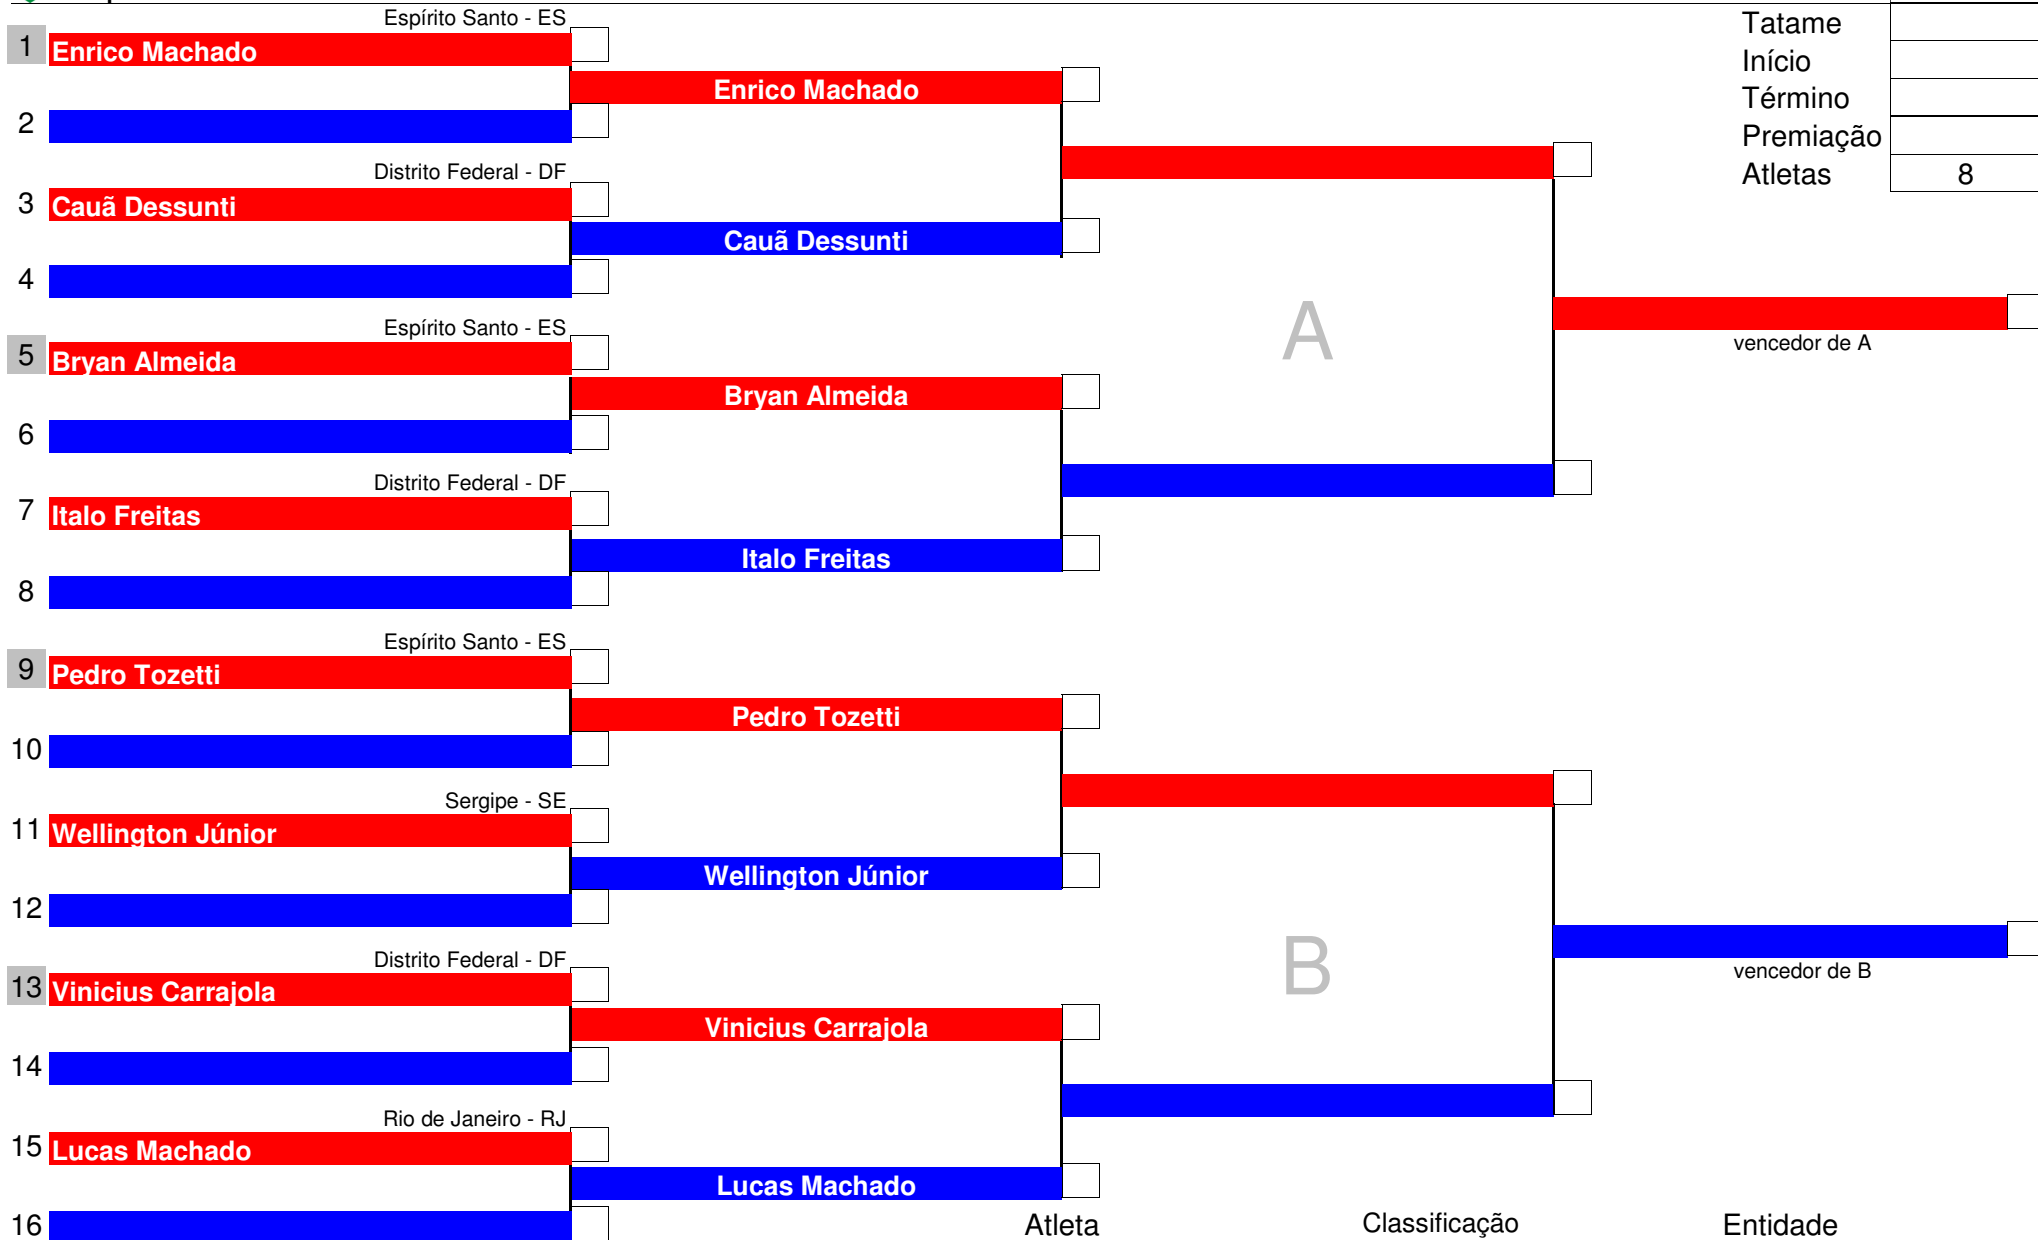 Espírito Santo - ES
1 Enrico Machado
Enrico Machado
2
Distrito Federal - DF
3 Cauã Dessunti
Cauã Dessunti
4
Espírito Santo - ES
5 Bryan Almeida
Bryan Almeida
6
Distrito Federal - DF
7 Italo Freitas
Italo Freitas
8
Espírito Santo - ES
9 Pedro Tozetti
Pedro Tozetti
10
Sergipe - SE
11 Wellington Júnior
Wellington Júnior
12
Distrito Federal - DF
13 Vinicius Carrajola
Vinicius Carrajola
14
Rio de Janeiro - RJ
15 Lucas Machado
Lucas Machado
16
A
B
vencedor de A
vencedor de B
Tatame
Início
Término
Premiação
Atletas 8
Atleta Classificação Entidade